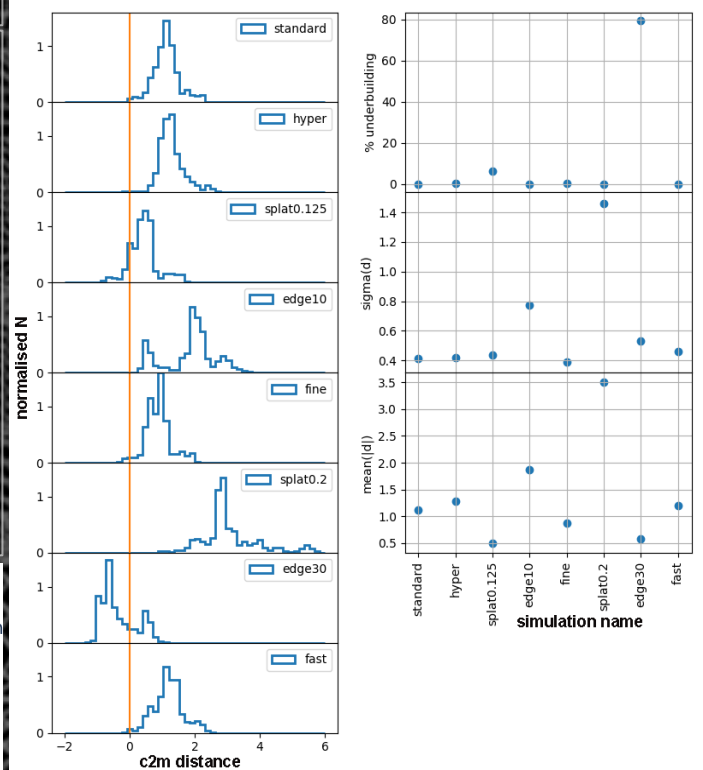 standard
1
0
hyper
1
0
splat0.125
1
0
edge10
1
0
fine
1
0
splat0.2
1
0
edge30
1
0
fast
1
0
−2 0 2 4 6
normalised N
c2m distance
80
60
40
20
0
% underbuilding
1.4
1.2
1.0
0.8
0.6
0.4
sigma(d)
3.5
3.0
2.5
2.0
1.5
1.0
0.5
mean(|d|)
standard
hyper
splat0.125
edge10
fine
splat0.2
edge30
fast
simulation name